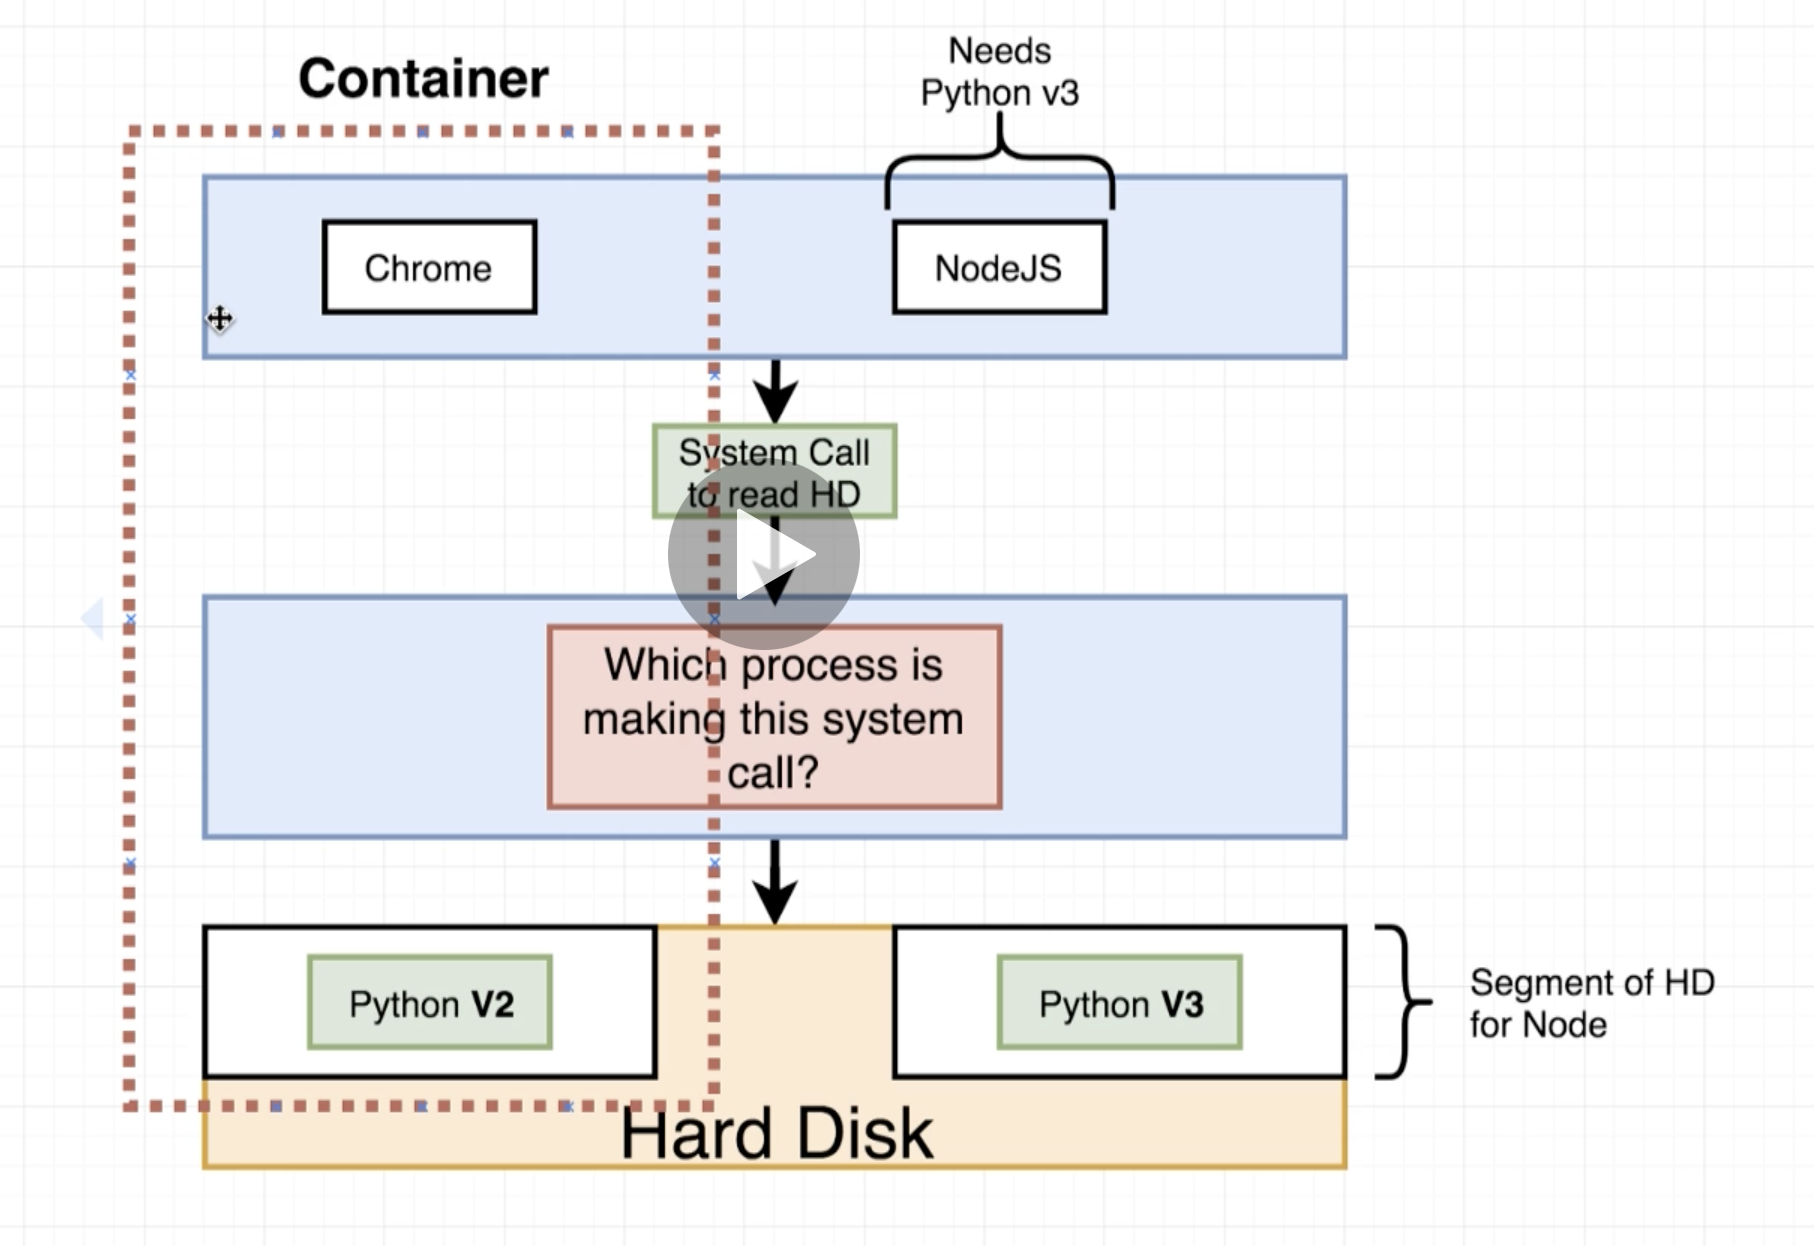 Container
Needs
Python v3
Chrome
NodeJS
System Call
to read HD
Which process is
making this system
call?
Python V2
Python V3
Segment of HD
for Node
Hard Disk